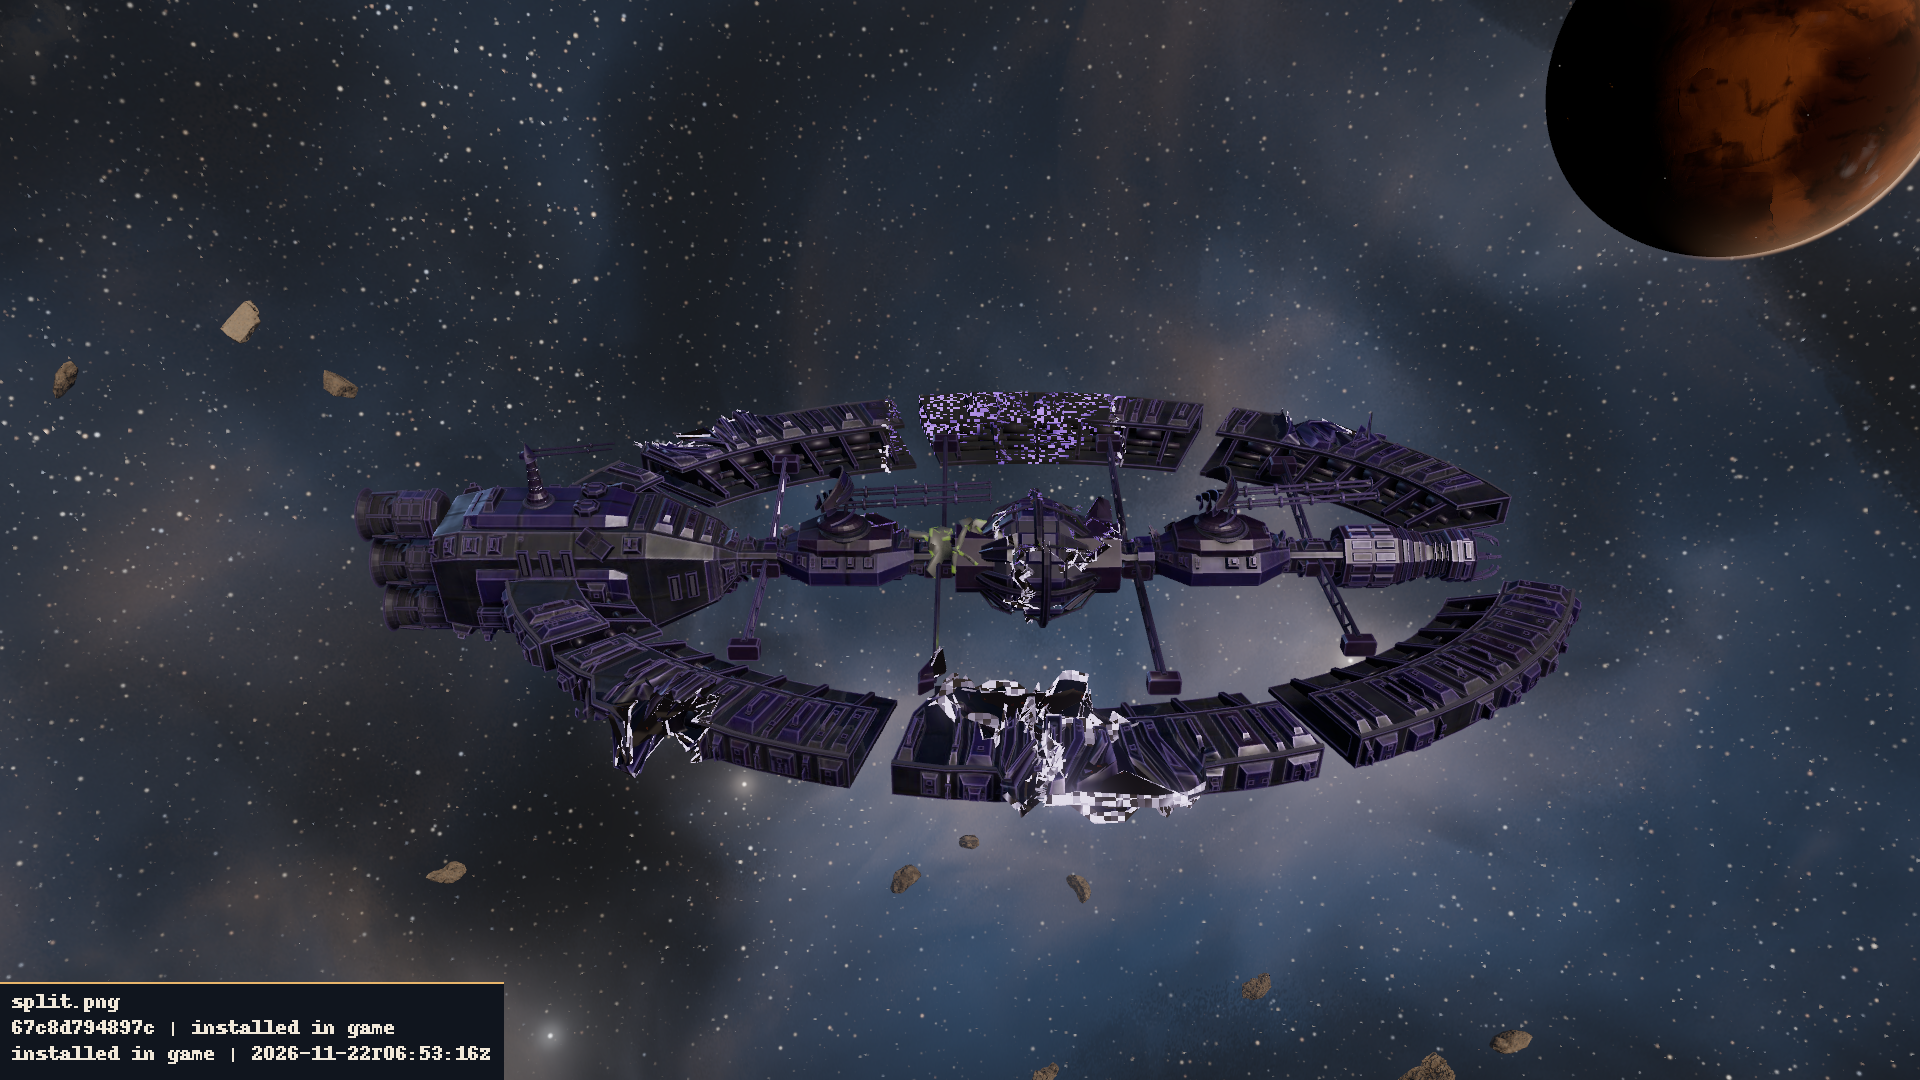 split.png
67c8d794897c | installed in game
installed in game | 2026-11-22T06:53:16Z